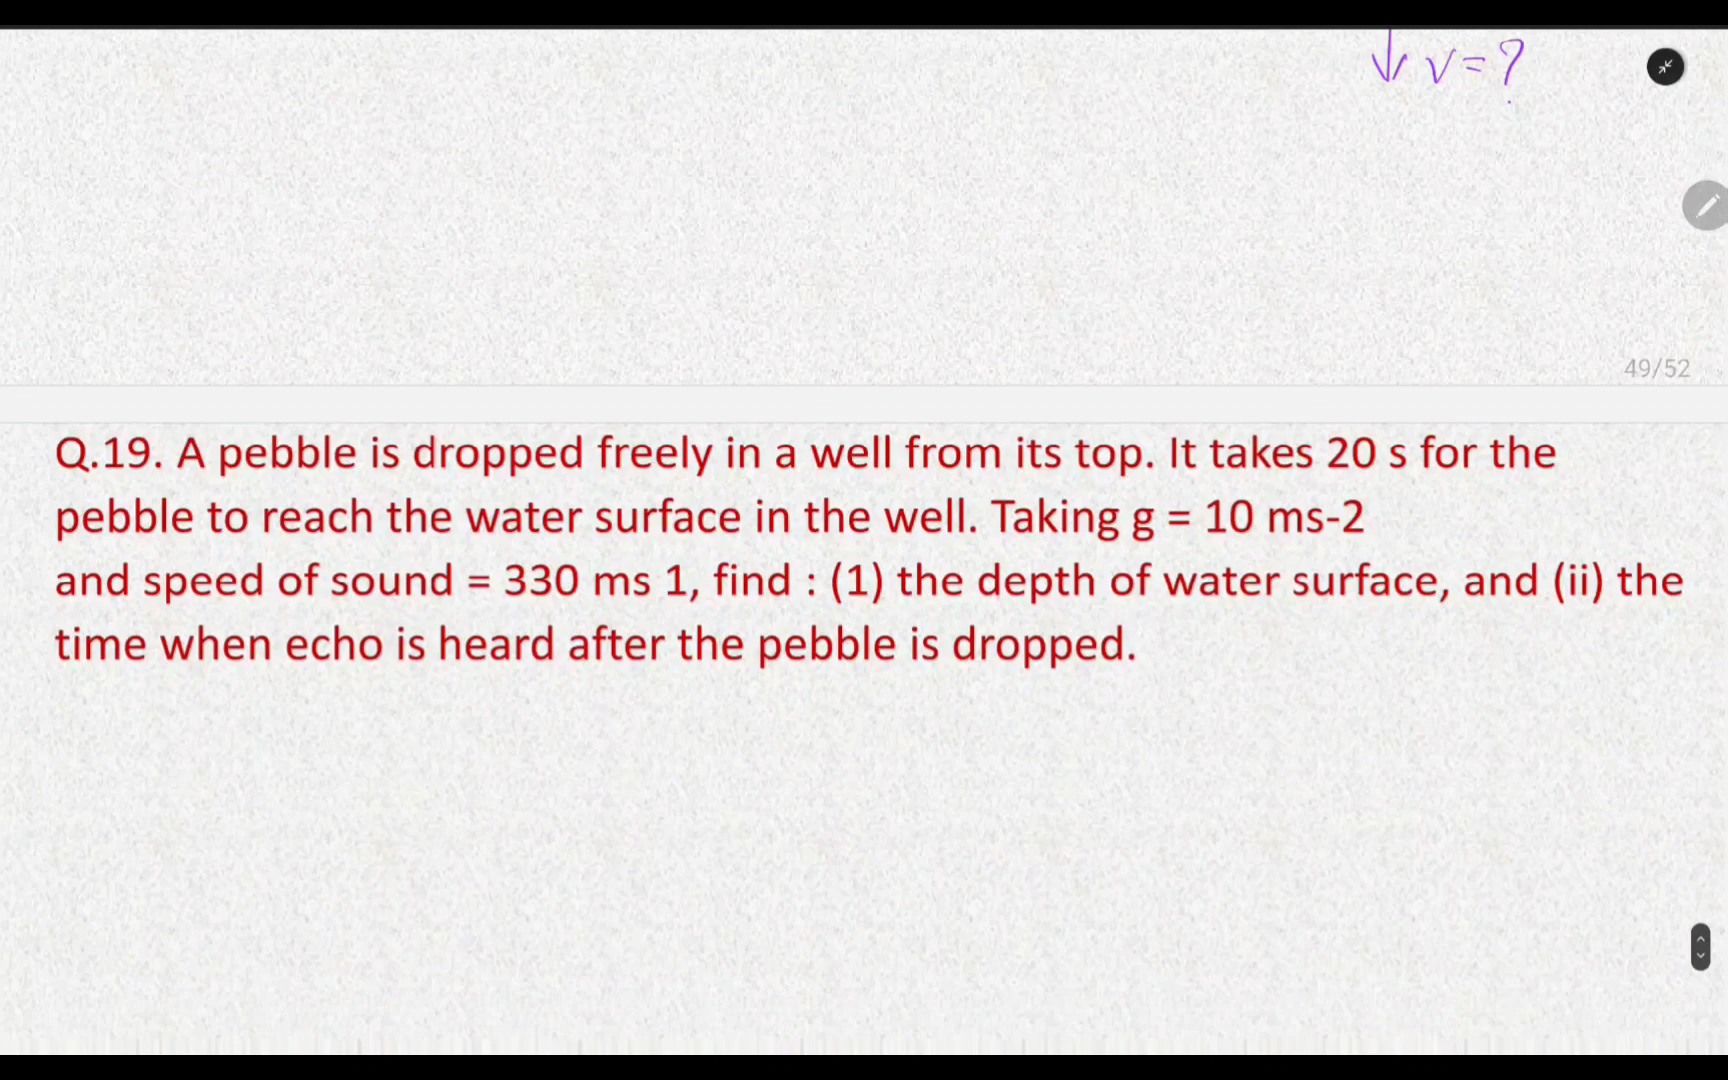 v = ?
49/52
Q.19. A pebble is dropped freely in a well from its top. It takes 20 s for the
pebble to reach the water surface in the well. Taking g = 10 ms-2
and speed of sound = 330 ms 1, find : (1) the depth of water surface, and (ii) the
time when echo is heard after the pebble is dropped.